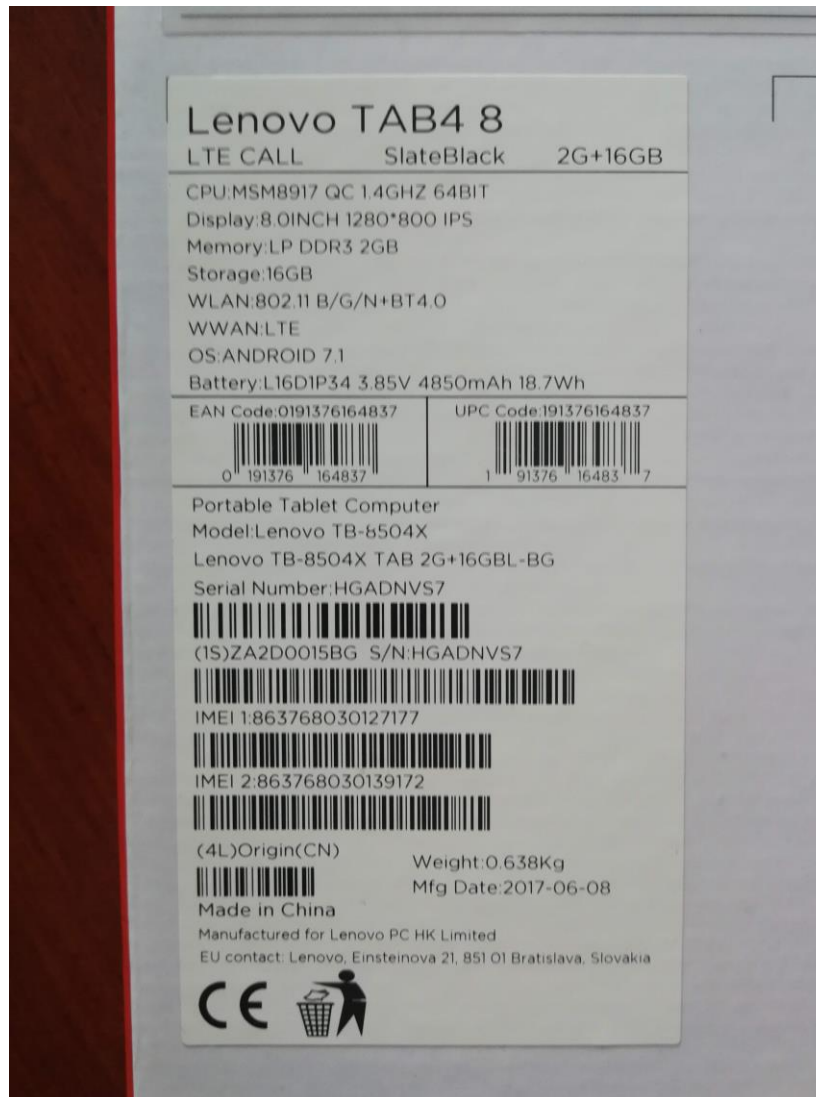 Lenovo TAB4 8
LTE CALL SlateBlack 2G+16GB
CPU:MSM8917 QC 1.4GHZ 64BIT
Display:8.0INCH 1280*800 IPS
Memory:LP DDR3 2GB
Storage:16GB
WLAN:802.11 B/G/N+BT4.0
WWAN:LTE
OS:ANDROID 7.1
Battery:L16D1P34 3.85V 4850mAh 18.7Wh
EAN Code:0191376164837 UPC Code:191376164837
0 191376 164837 1 91376 16483 7
Portable Tablet Computer
Model:Lenovo TB-8504X
Lenovo TB-8504X TAB 2G+16GBL-BG
Serial Number:HGADNVS7
(1S)ZA2D0015BG S/N:HGADNVS7
IMEI 1:863768030127177
IMEI 2:863768030139172
(4L)Origin(CN)
Weight:0.638Kg
Mfg Date:2017-06-08
Made in China
Manufactured for Lenovo PC HK Limited
EU contact: Lenovo, Einsteinova 21, 851 01 Bratislava, Slovakia
CE